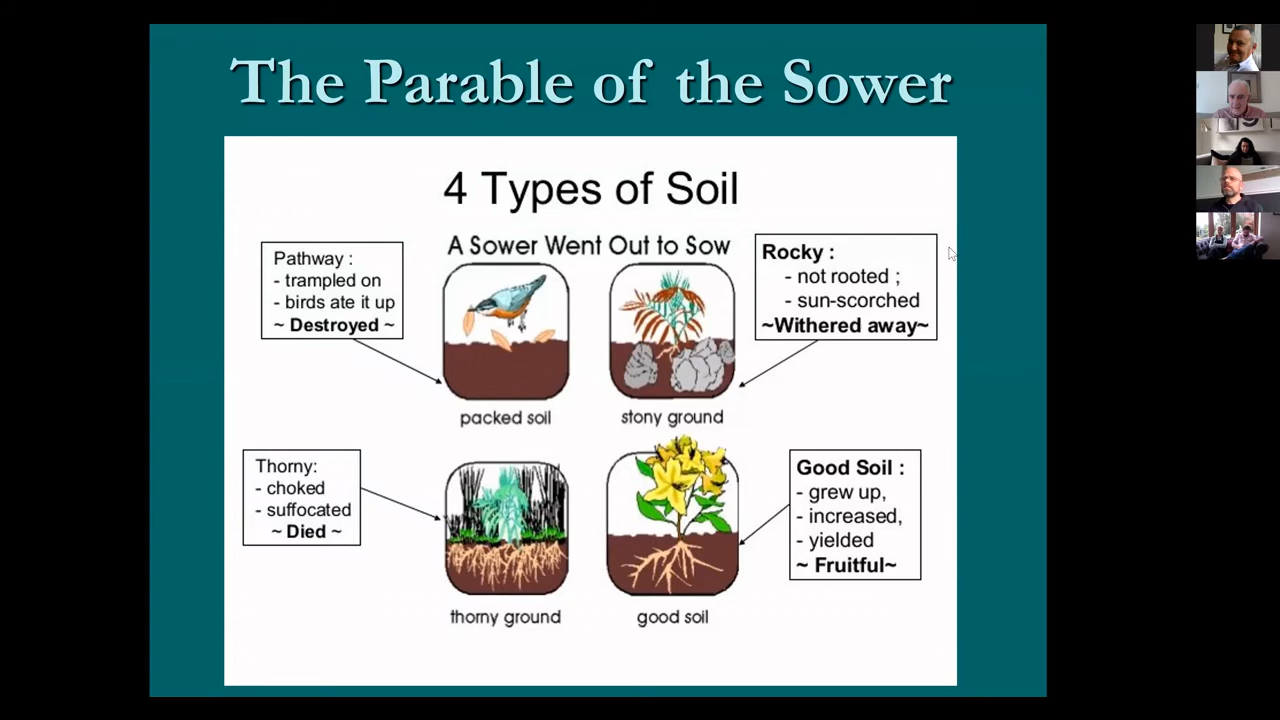 The Parable of the Sower
4 Types of Soil
A Sower Went Out to Sow
Pathway :
- trampled on
- birds ate it up
~ Destroyed ~
Rocky :
- not rooted ;
- sun-scorched
~Withered away~
packed soil
stony ground
Thorny:
- choked
- suffocated
~ Died ~
Good Soil :
- grew up,
- increased,
- yielded
~ Fruitful~
thorny ground
good soil